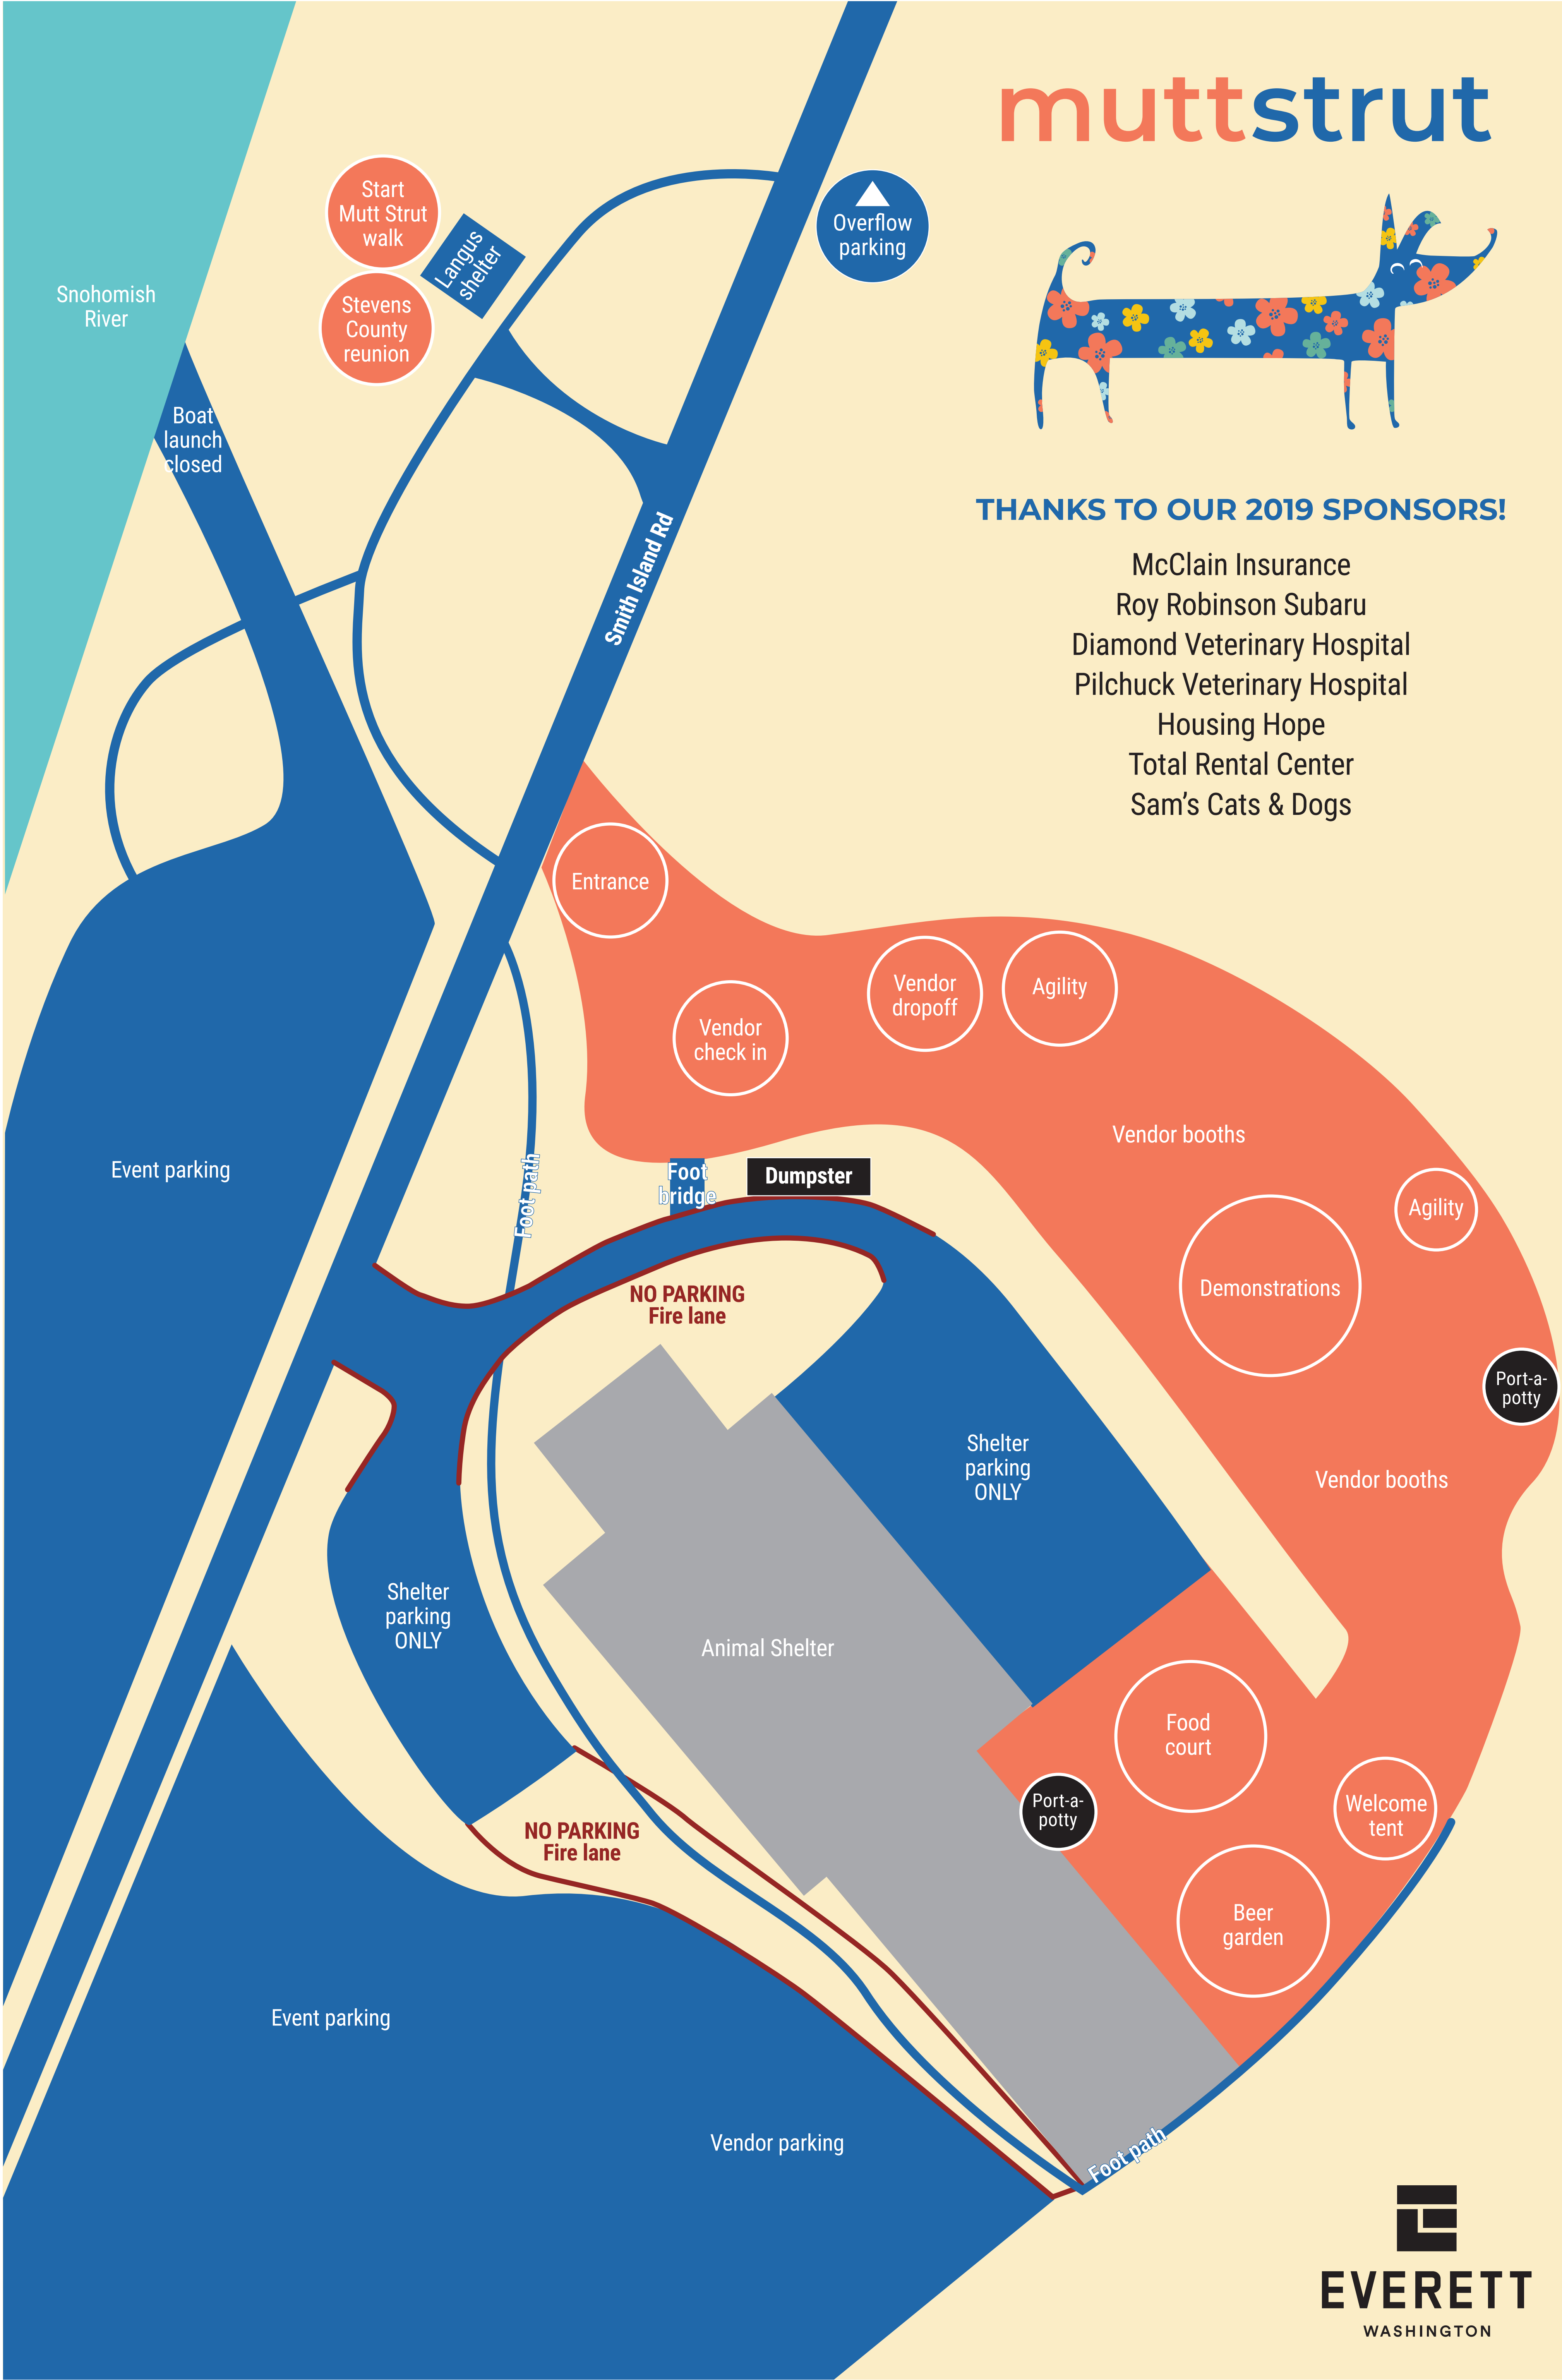 muttstrut
Start
Mutt Strut
walk
Langus
shelter
Overflow
parking
Snohomish
River
Stevens
County
reunion
Boat
launch
closed
THANKS TO OUR 2019 SPONSORS!
McClain Insurance
Roy Robinson Subaru
Diamond Veterinary Hospital
Pilchuck Veterinary Hospital
Housing Hope
Total Rental Center
Sam's Cats & Dogs
Smith Island Rd
Entrance
Vendor
check in
Vendor
dropoff
Agility
Vendor booths
Event parking
Foot path
Foot
bridge
Dumpster
Agility
Demonstrations
NO PARKING
Fire lane
Port-a-
potty
Shelter
parking
ONLY
Vendor booths
Shelter
parking
ONLY
Animal Shelter
Food
court
Port-a-
potty
Welcome
tent
NO PARKING
Fire lane
Beer
garden
Event parking
Vendor parking
Foot path
EVERETT
WASHINGTON